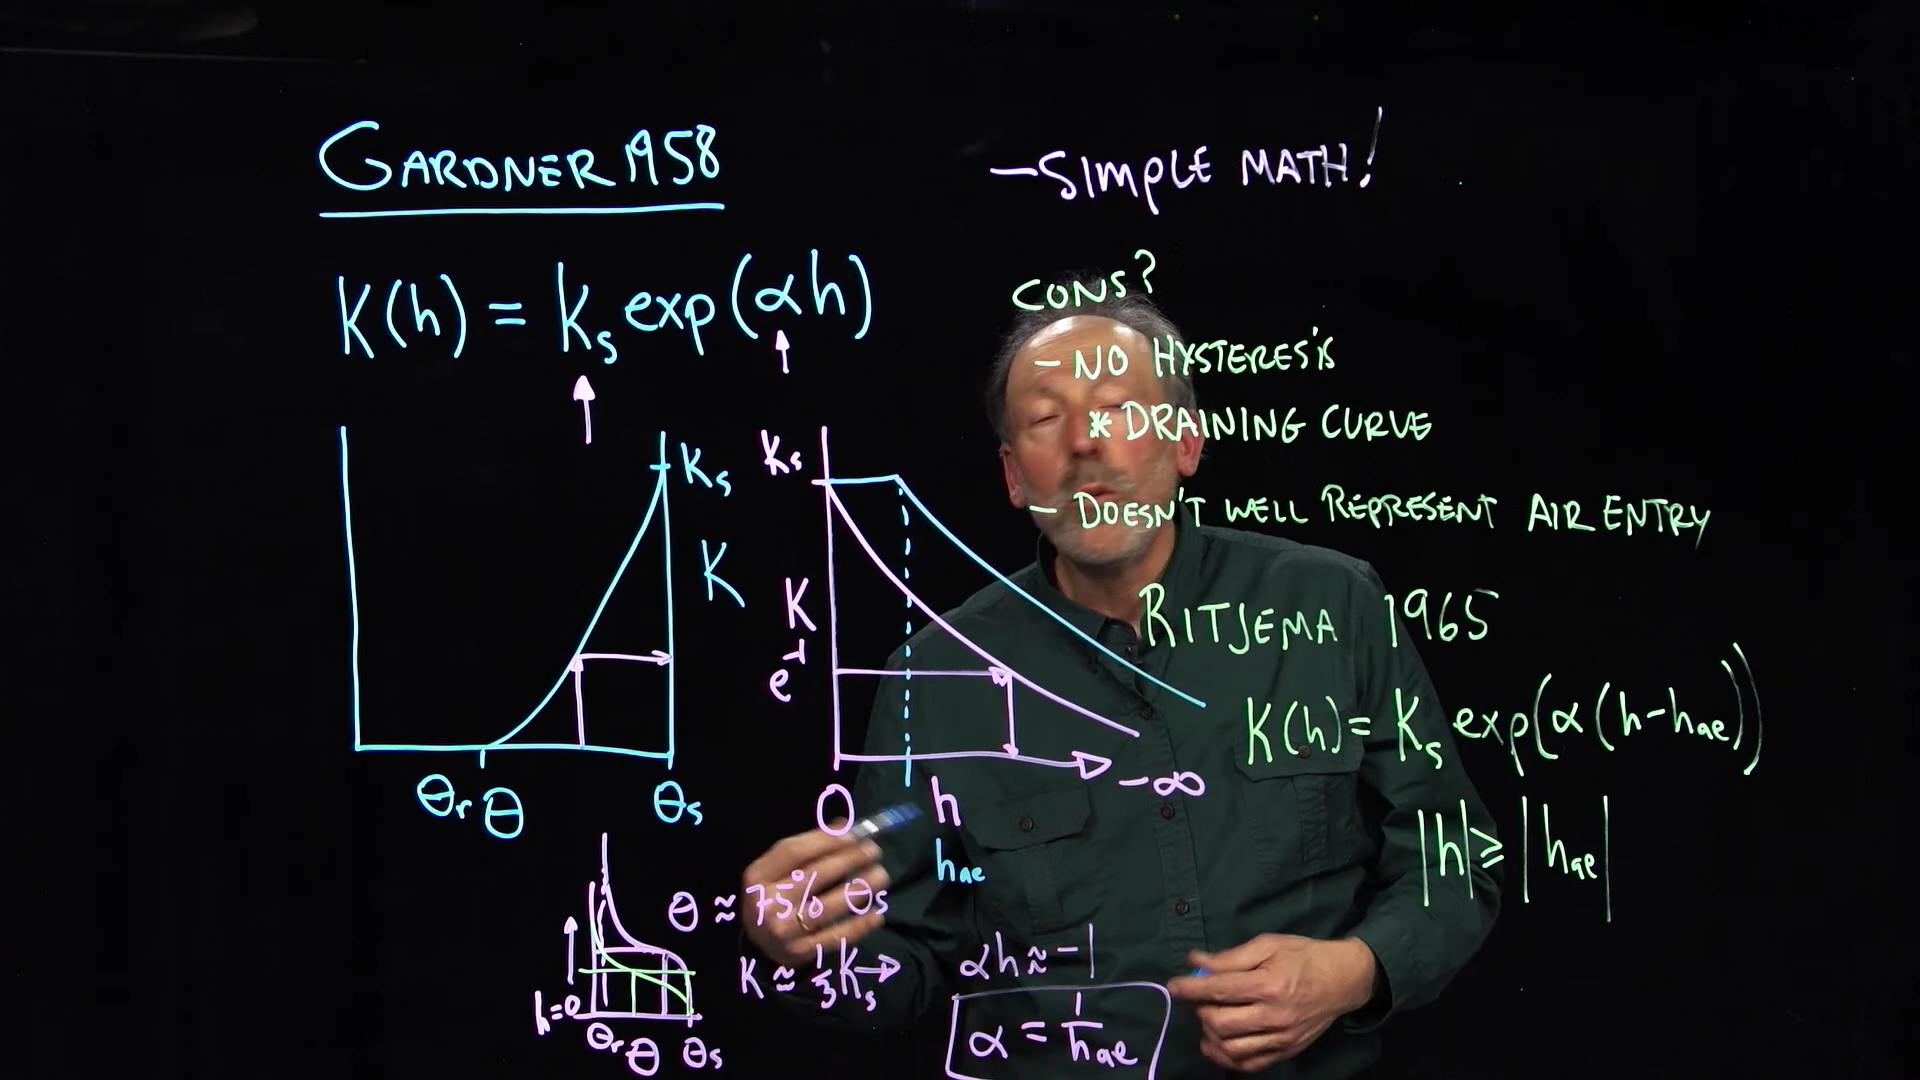 GARDNER 1958
K(h) = Ks exp(αh)
Ks
K
θr θ θs
h=0
θr θ θs
θ ≈ 75% θs
K ≈ 1/3 Ks →
αh ≈ -1
α = 1/hae
Ks
K
e⁻¹
0 h -∞
hae
- SIMPLE MATH!
CONS?
- NO HYSTERESIS
* DRAINING CURVE
- DOESN'T WELL REPRESENT AIR ENTRY
RITJEMA 1965
K(h) = Ks exp(α(h-hae))
|h| ≥ |hae|